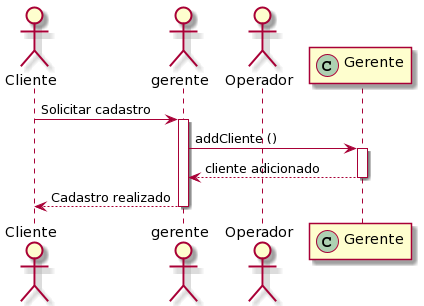 Cliente
gerente
Operador
C Gerente
Solicitar cadastro
addCliente ()
cliente adicionado
Cadastro realizado
Cliente
gerente
Operador
C Gerente